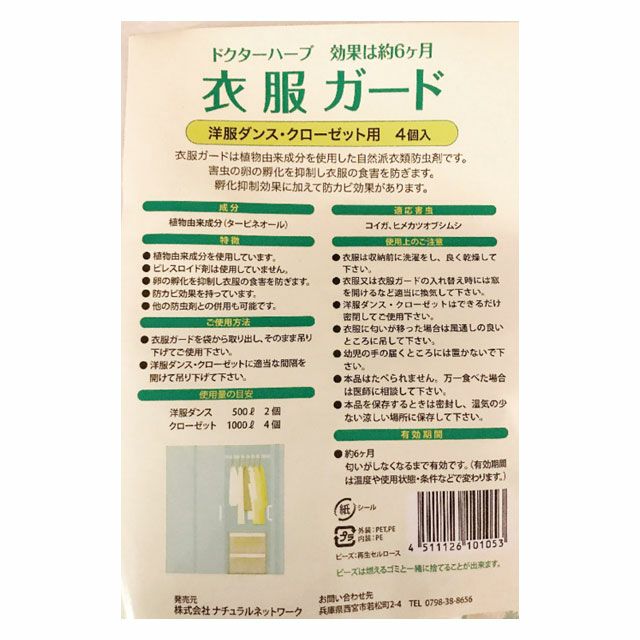 ドクターハーブ 効果は約6ヶ月
衣服 ガード
洋服ダンス・クローゼット用 4個入
衣服ガードは植物由来成分を使用した自然派衣類防虫剤です。
害虫の卵の孵化を抑制し衣服の食害を防ぎます。
孵化抑制効果に加えて防カビ効果があります。
成分
植物由来成分(タービネオール)
特徴
●植物由来成分を使用しています。
●ピレスロイド剤は使用していません。
●卵の孵化を抑制し衣服の食害を防ぎます。
●防カビ効果を持っています。
●他の防虫剤との併用も可能です。
ご使用方法
●衣服ガードを袋から取り出し、そのまま吊り
下げてご使用下さい。
●洋服ダンス・クローゼットに適当な間隔を
開けて吊り下げて下さい。
使用量の目安
洋服ダンス 500ℓ 2個
クローゼット 1000ℓ 4個
適応害虫
コイガ、ヒメカツオブシムシ
使用上のご注意
●衣服は収納前に洗濯をし、良く乾燥して
下さい。
●衣服又は衣服ガードの入れ替え時には窓
を開けるなど適当に換気して下さい。
●洋服ダンス・クローゼットはできるだけ
密閉してご使用下さい。
●衣服に匂いが移った場合は風通しの良い
ところに吊して下さい。
●幼児の手の届くところには置かないで下
さい。
●本品はたべられません。万一食べた場合
は医師に相談して下さい。
●本品を保存するときは密封し、湿気の少
ない涼しい場所に保存して下さい。
有効期間
●約6ヶ月
匂いがしなくなるまで有効です。(有効期間
は温度や使用状態・条件などで変わります。)
紙 シール
プラ 外装:PET,PE
内装:PE
ビーズ:再生セルロース
4 511126 101053
ビーズは燃えるゴミと一緒に捨てることが出来ます。
発売元
株式会社 ナチュラルネットワーク
お問い合わせ先
兵庫県西宮市若松町2-4 TEL 0798-38-8656